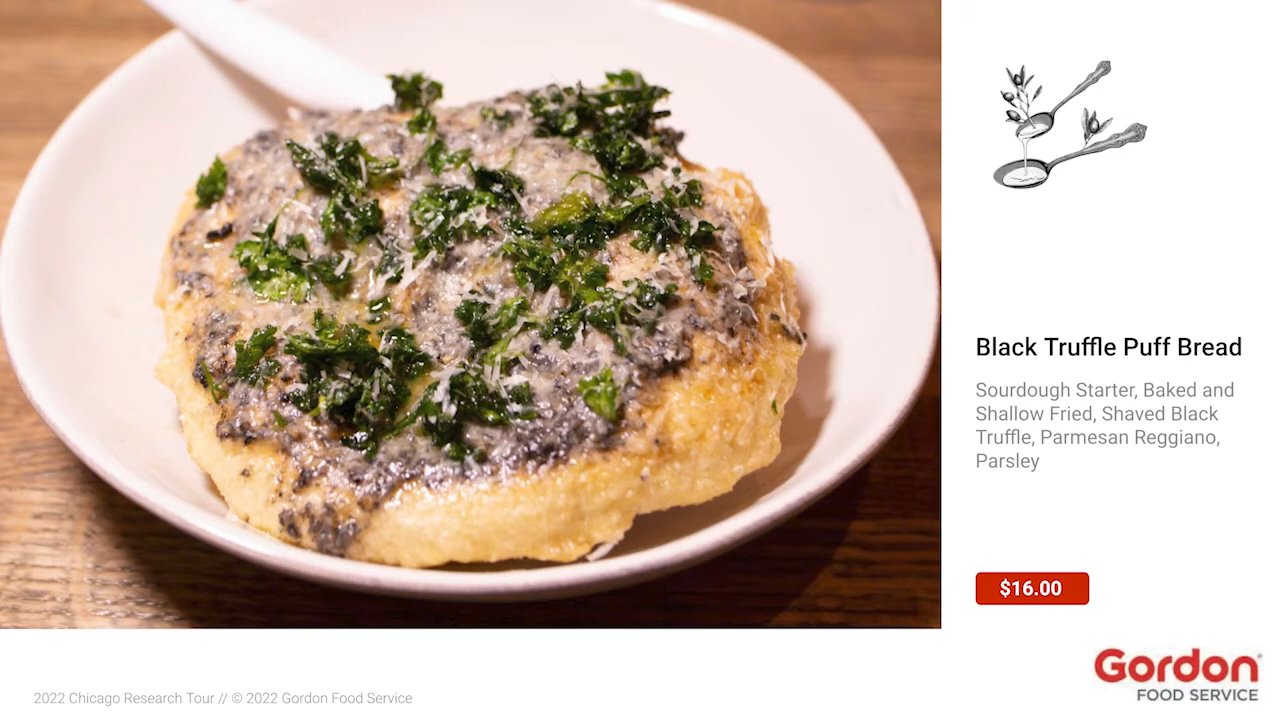 Black Truffle Puff Bread
Sourdough Starter, Baked and
Shallow Fried, Shaved Black
Truffle, Parmesan Reggiano,
Parsley
$16.00
Gordon
FOOD SERVICE
2022 Chicago Research Tour // © 2022 Gordon Food Service